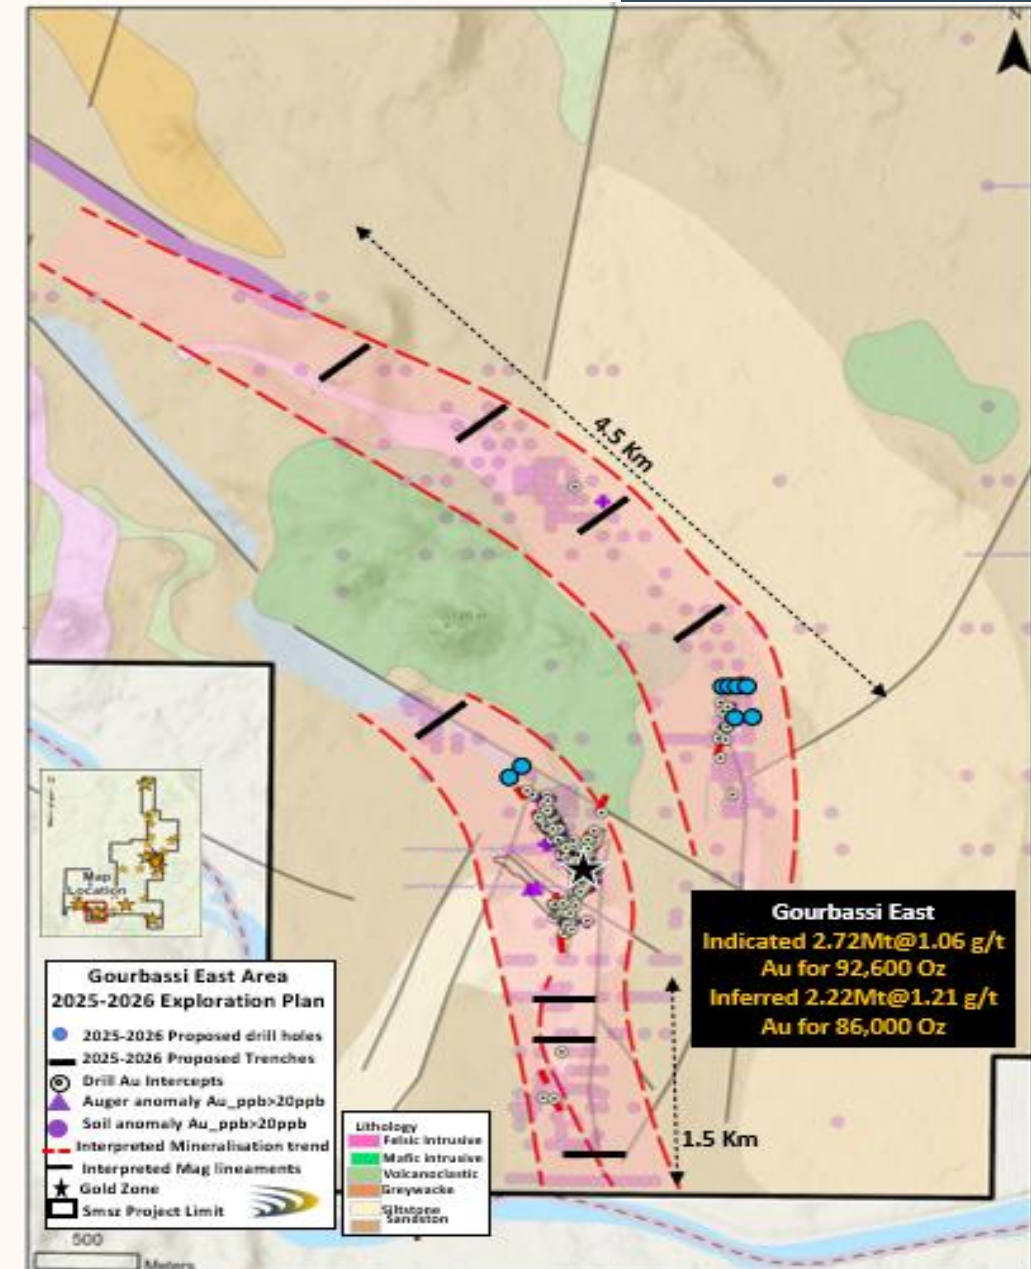 N
4.5 Km
Map
Location
Gourbassi East
Indicated 2.72Mt@1.06 g/t
Au for 92,600 Oz
Inferred 2.22Mt@1.21 g/t
Au for 86,000 Oz
Gourbassi East Area
2025-2026 Exploration Plan
2025-2026 Proposed drill holes
2025-2026 Proposed Trenches
Drill Au Intercepts
Auger anomaly Au_ppb>20ppb
Soil anomaly Au_ppb>20ppb
Interpreted Mineralisation trend
Interpreted Mag lineaments
Gold Zone
Smsz Project Limit
Lithology
Felsic Intrusive
Mafic intrusive
Volcanoclastic
Greywacke
Siltstone
Sandston
1.5 Km
500
Meters